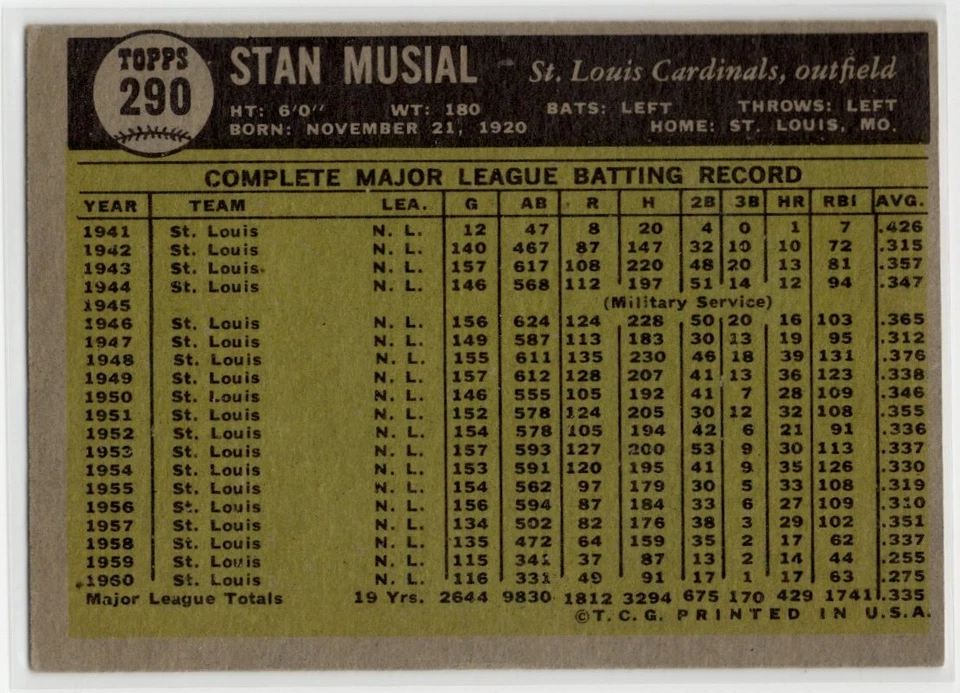 TOPPS
290
STAN MUSIAL - St. Louis Cardinals, outfield
HT: 6'0" WT: 180 BATS: LEFT THROWS: LEFT
BORN: NOVEMBER 21, 1920 HOME: ST. LOUIS, MO.
COMPLETE MAJOR LEAGUE BATTING RECORD
YEAR TEAM LEA. G AB R H 2B 3B HR RBI AVG.
1941 St. Louis N. L. 12 47 8 20 4 0 1 7 .426
1942 St. Louis N. L. 140 467 87 147 32 10 10 72 .315
1943 St. Louis N. L. 157 617 108 220 48 20 13 81 .357
1944 St. Louis N. L. 146 568 112 197 51 14 12 94 .347
1945 (Military Service)
1946 St. Louis N. L. 156 624 124 228 50 20 16 103 .365
1947 St. Louis N. L. 149 587 113 183 30 13 19 95 .312
1948 St. Louis N. L. 155 611 135 230 46 18 39 131 .376
1949 St. Louis N. L. 157 612 128 207 41 13 36 123 .338
1950 St. Louis N. L. 146 555 105 192 41 7 28 109 .346
1951 St. Louis N. L. 152 578 124 205 30 12 32 108 .355
1952 St. Louis N. L. 154 578 105 194 42 6 21 91 .336
1953 St. Louis N. L. 157 593 127 200 53 9 30 113 .337
1954 St. Louis N. L. 153 591 120 195 41 9 35 126 .330
1955 St. Louis N. L. 154 562 97 179 30 5 33 108 .319
1956 St. Louis N. L. 156 594 87 184 33 6 27 109 .310
1957 St. Louis N. L. 134 502 82 176 38 3 29 102 .351
1958 St. Louis N. L. 135 472 64 159 35 2 17 62 .337
1959 St. Louis N. L. 115 341 37 87 13 2 14 44 .255
1960 St. Louis N. L. 116 331 49 91 17 1 17 63 .275
Major League Totals 19 Yrs. 2644 9830 1812 3294 675 170 429 1741 .335
©T. C. G. PRINTED IN U.S.A.